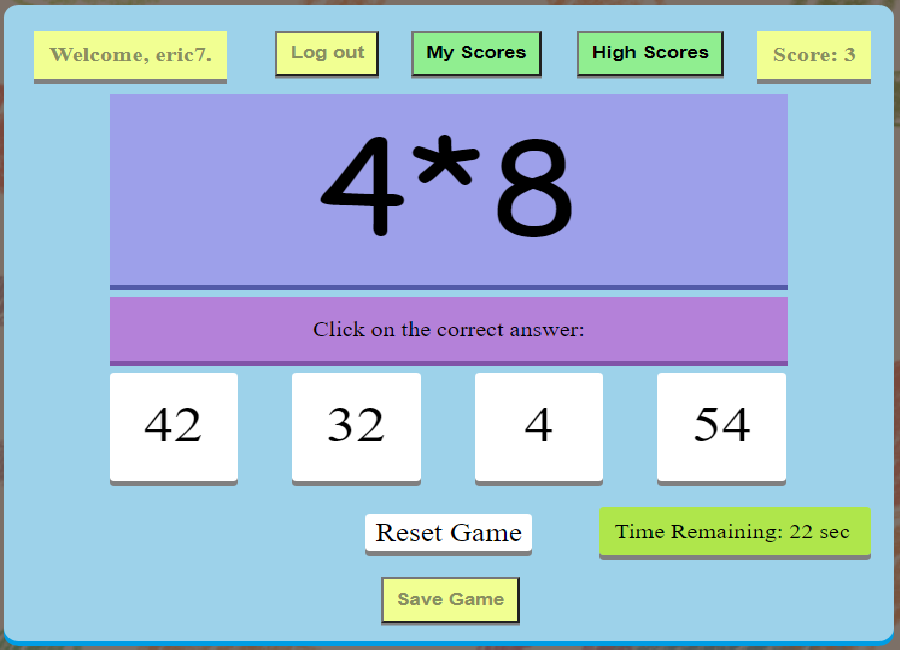 Welcome, eric7.
Log out
My Scores
High Scores
Score: 3
4*8
Click on the correct answer:
42
32
4
54
Reset Game
Time Remaining: 22 sec
Save Game